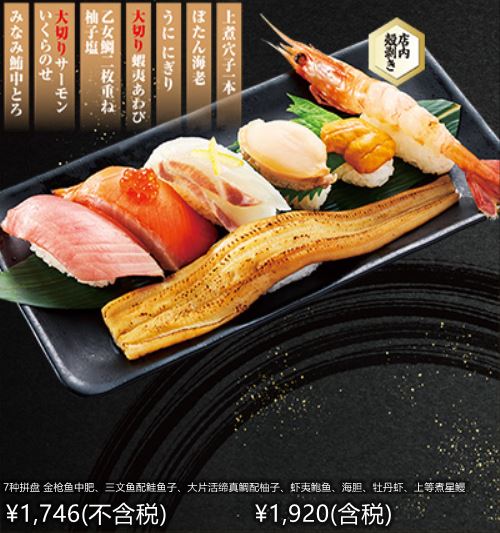 上煮穴子一本
ぼたん海老
うに にぎり
大切り蝦夷あわび
乙女鯛二枚重ね
柚子塩
大切りサーモン
いくらのせ
みなみ鮪中とろ
店内
殻剥き
7种拼盘 金枪鱼中肥、三文鱼配鲑鱼子、大片活缔真鲷配柚子、虾夷鲍鱼、海胆、牡丹虾、上等煮星鳗
¥1,746(不含税)
¥1,920(含税)